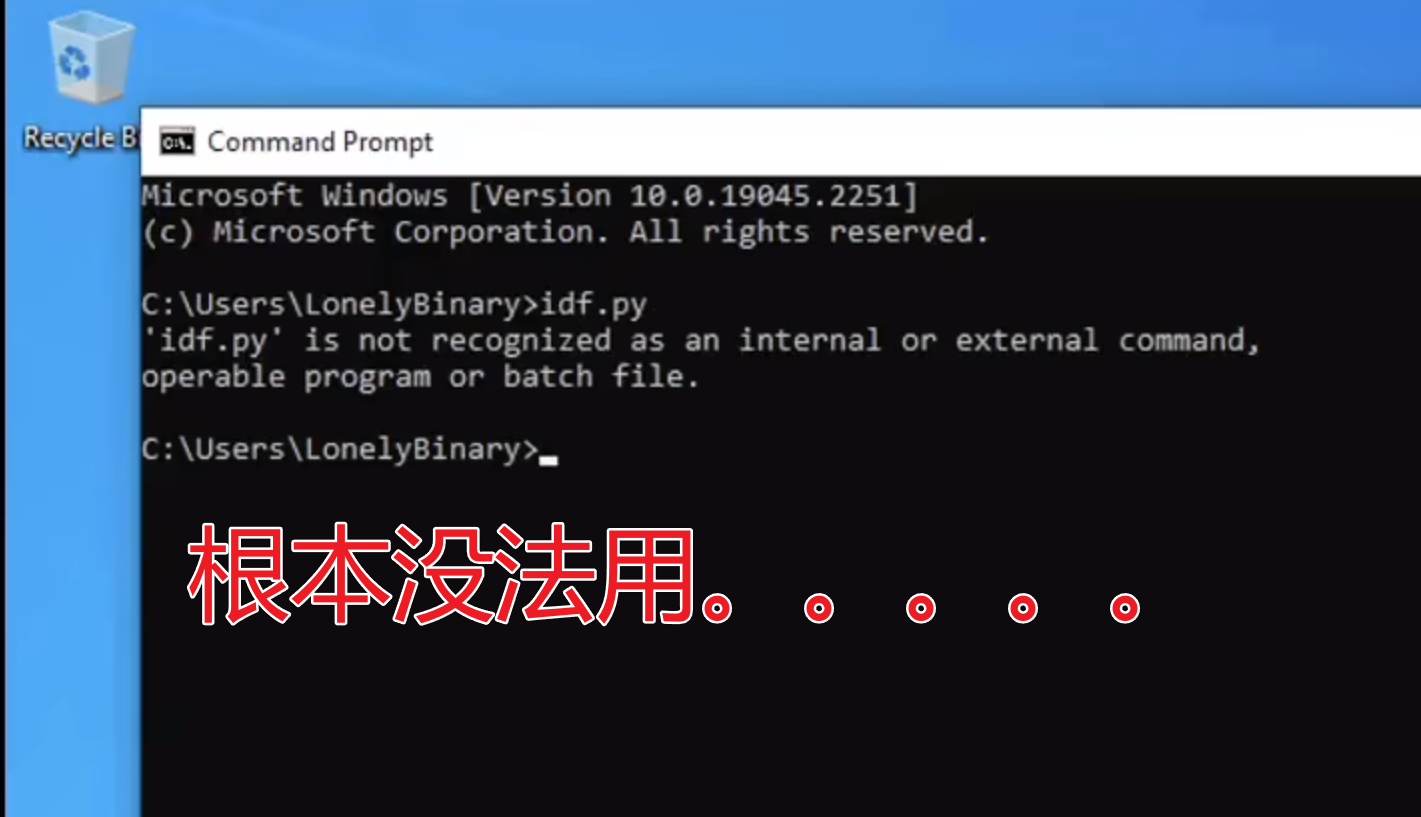 Recycle B
Command Prompt
Microsoft Windows [Version 10.0.19045.2251]
(c) Microsoft Corporation. All rights reserved.
C:\Users\LonelyBinary>idf.py
'idf.py' is not recognized as an internal or external command,
operable program or batch file.
C:\Users\LonelyBinary>
根本没法用。。。。。